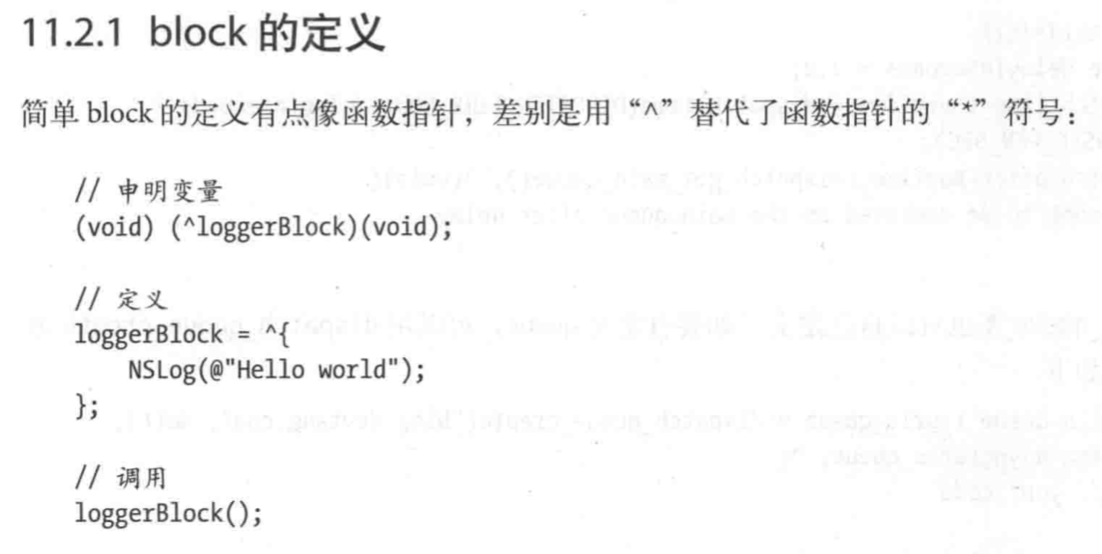 11.2.1 block 的定义
简单 block 的定义有点像函数指针，差别是用 “^” 替代了函数指针的 “*” 符号：
// 申明变量
(void) (^loggerBlock)(void);
// 定义
loggerBlock = ^{
    NSLog(@"Hello world");
};
// 调用
loggerBlock();